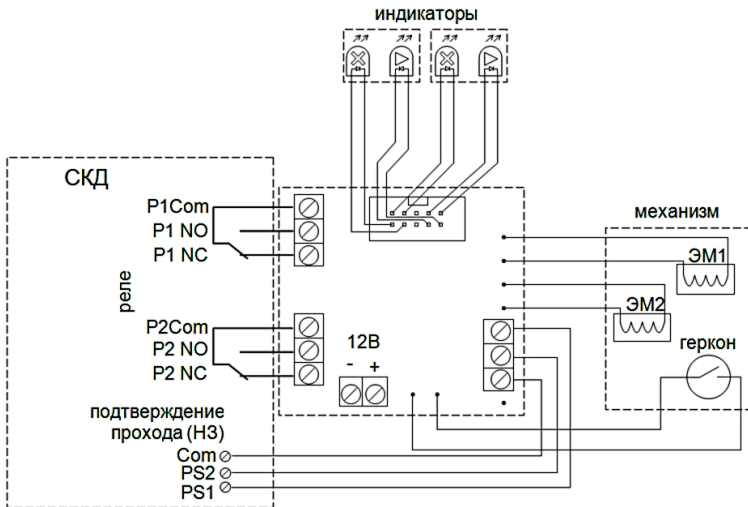 индикаторы
СКД
P1Com
P1 NO
P1 NC
реле
P2Com
P2 NO
P2 NC
12В
- +
механизм
ЭМ1
ЭМ2
геркон
подтверждение
прохода (НЗ)
Com
PS2
PS1